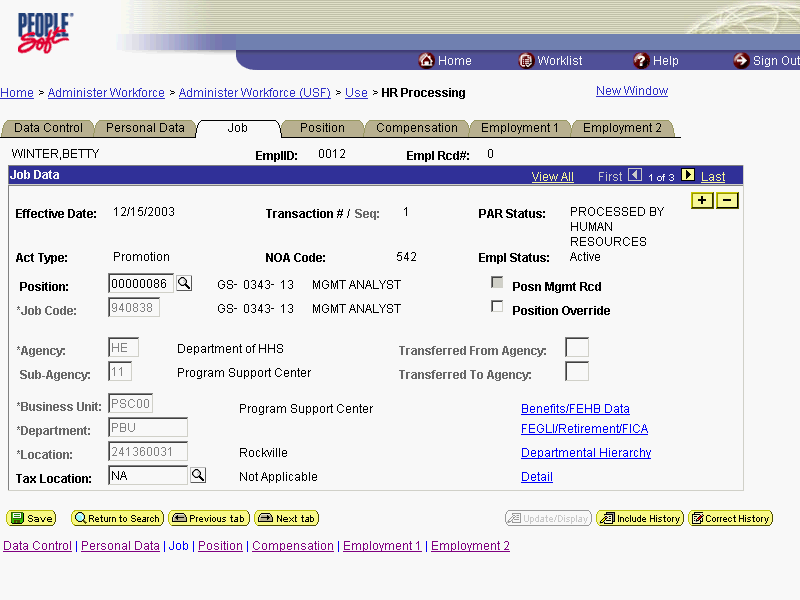 PEOPLE
Soft
Home Worklist Help Sign Out
Home > Administer Workforce > Administer Workforce (USF) > Use > HR Processing New Window
Data Control Personal Data Job Position Compensation Employment 1 Employment 2
WINTER,BETTY EmplID: 0012 Empl Rcd#: 0
Job Data View All First 1 of 3 Last
Effective Date: 12/15/2003 Transaction # / Seq: 1 PAR Status: PROCESSED BY
HUMAN
RESOURCES
Act Type: Promotion NOA Code: 542 Empl Status: Active
Position: 00000086 GS- 0343- 13 MGMT ANALYST Posn Mgmt Rcd
*Job Code: 940838 GS- 0343- 13 MGMT ANALYST Position Override
*Agency: HE Department of HHS Transferred From Agency:
Sub-Agency: 11 Program Support Center Transferred To Agency:
*Business Unit: PSC00 Program Support Center Benefits/FEHB Data
*Department: PBU FEGLI/Retirement/FICA
*Location: 241360031 Rockville Departmental Hierarchy
Tax Location: NA Not Applicable Detail
Save Return to Search Previous tab Next tab Update/Display Include History Correct History
Data Control | Personal Data | Job | Position | Compensation | Employment 1 | Employment 2